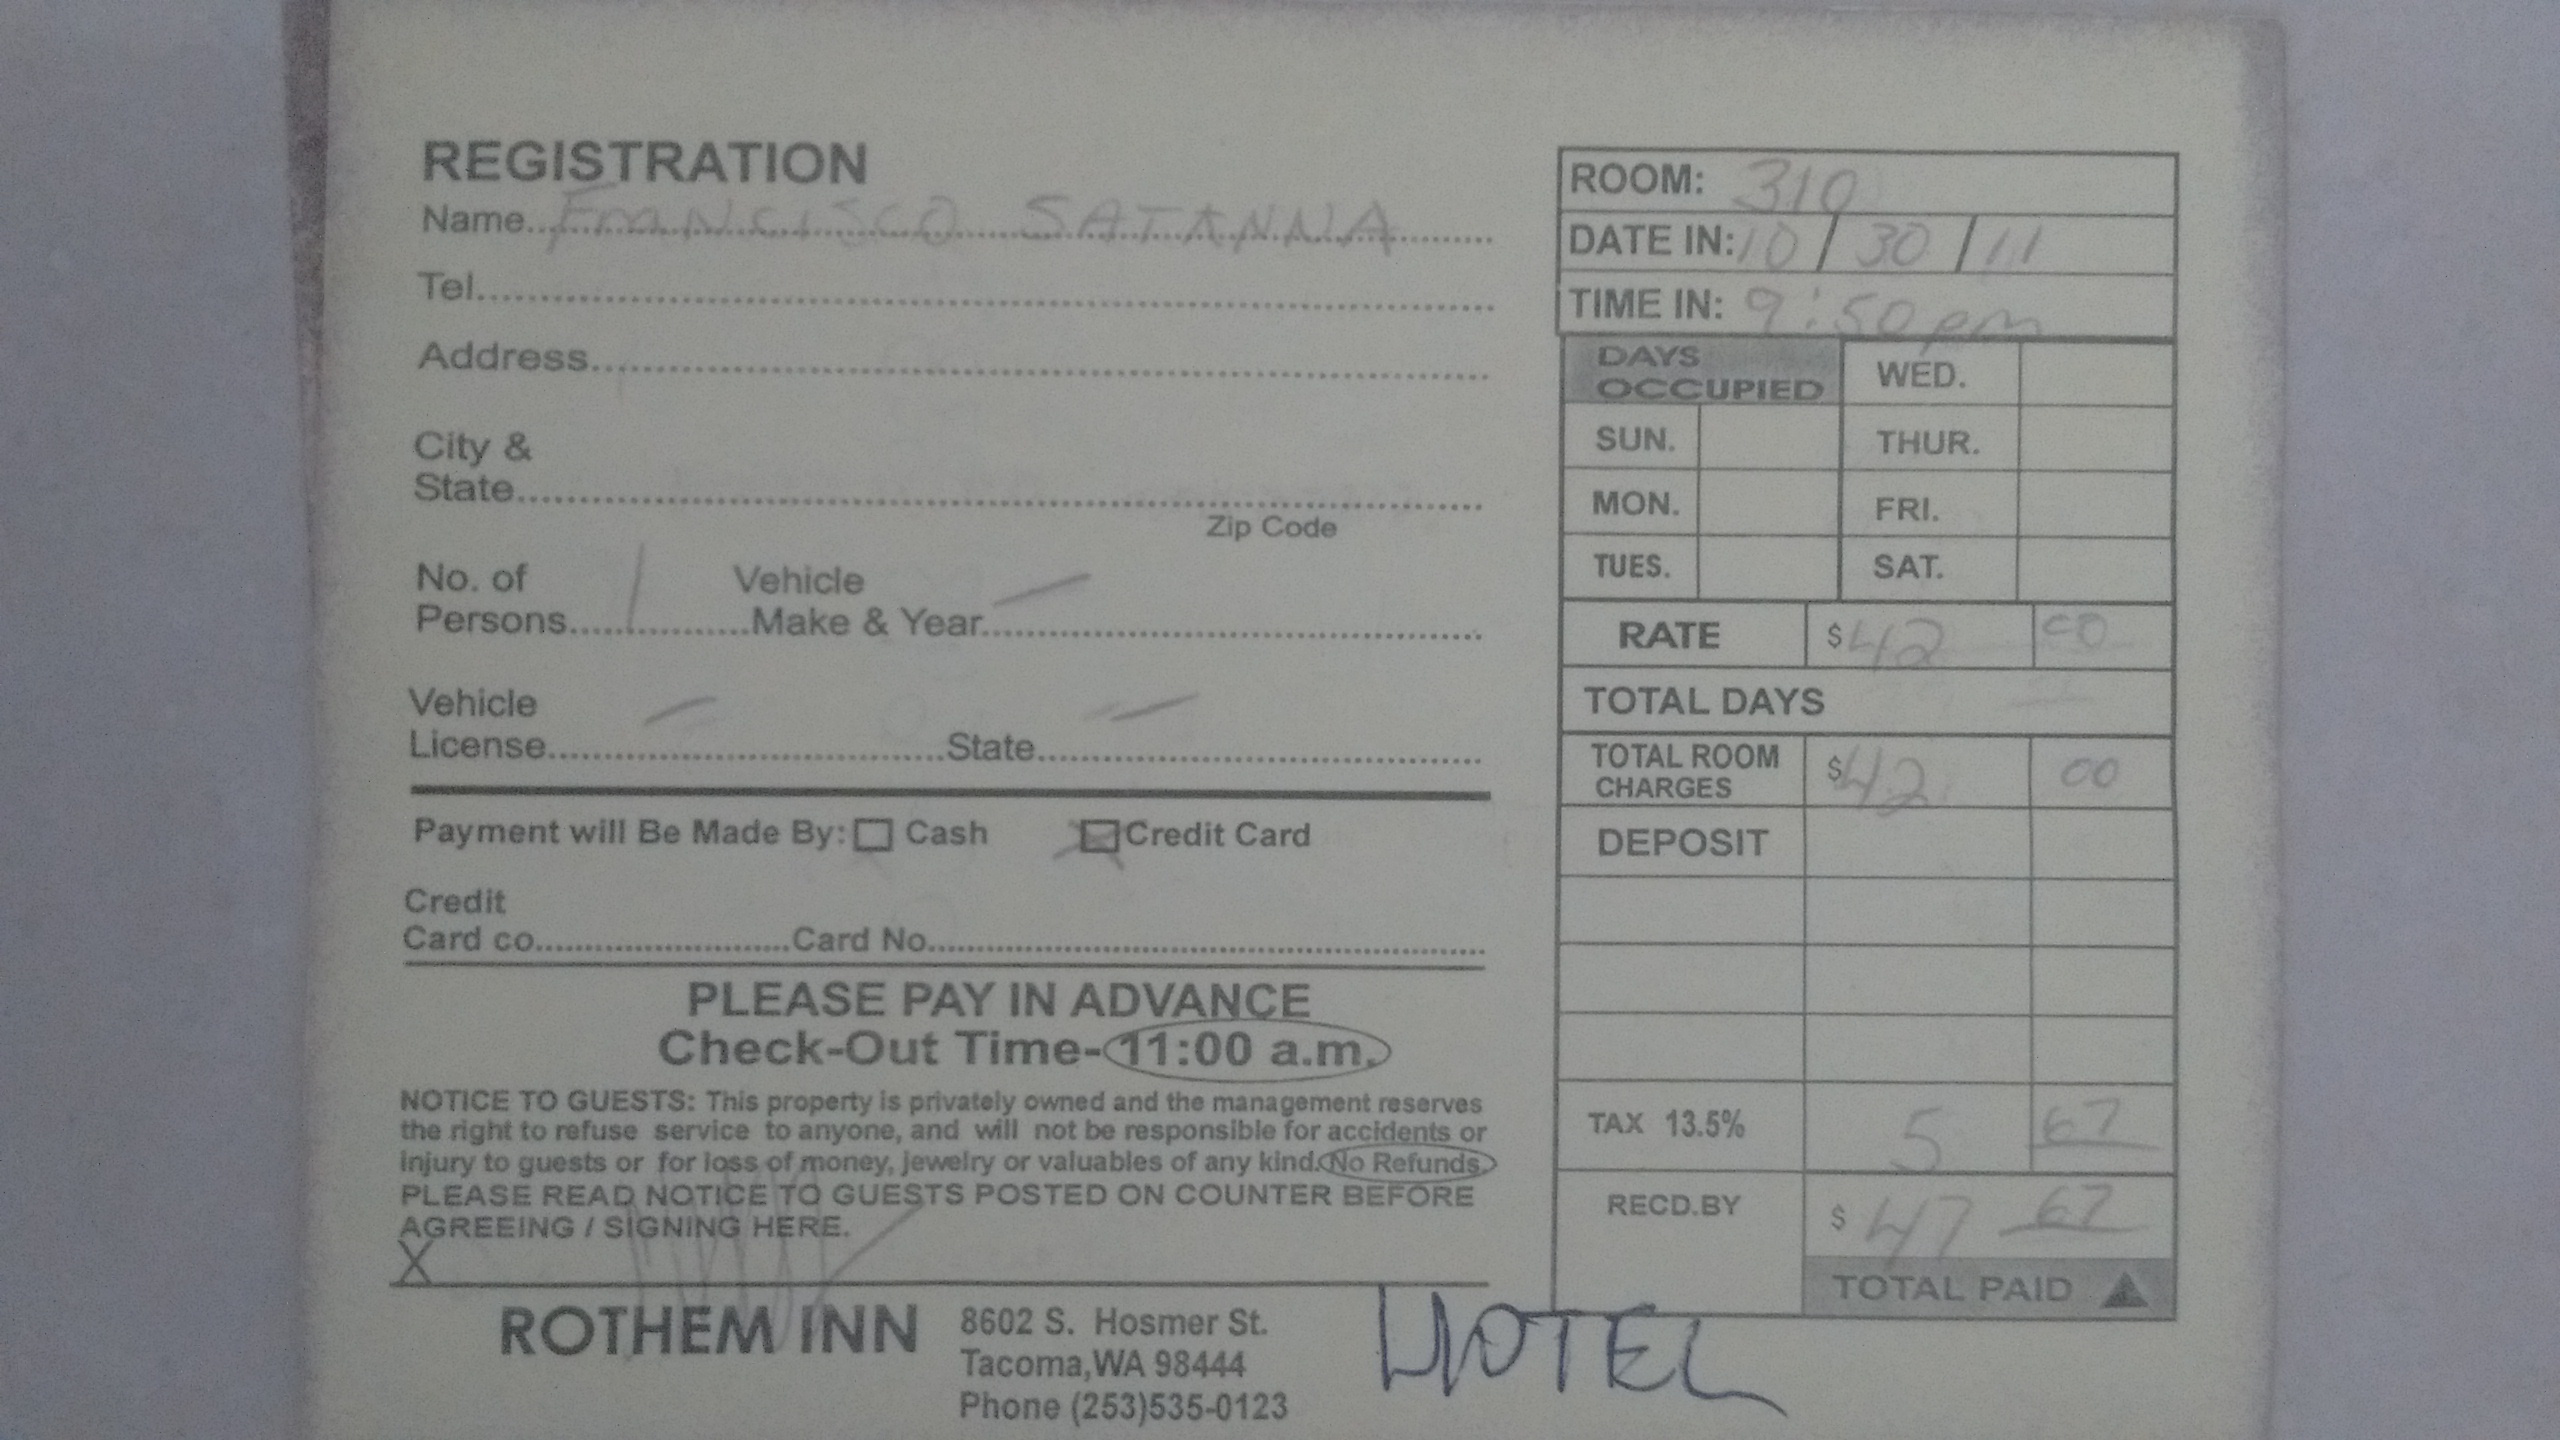 REGISTRATION
Name FRANCISCO SATANNA
Tel.
Address
City &
State
Zip Code
No. of Persons 1 Vehicle Make & Year —
Vehicle License — State —
Payment will Be Made By: Cash X Credit Card
Credit
Card co. Card No.
PLEASE PAY IN ADVANCE
Check-Out Time-11:00 a.m.
NOTICE TO GUESTS: This property is privately owned and the management reserves
the right to refuse service to anyone, and will not be responsible for accidents or
injury to guests or for loss of money, jewelry or valuables of any kind. No Refunds.
PLEASE READ NOTICE TO GUESTS POSTED ON COUNTER BEFORE
AGREEING / SIGNING HERE.
X
ROTHEM INN
8602 S. Hosmer St.
Tacoma,WA 98444
Phone (253)535-0123
HOTEL
ROOM: 310
DATE IN: 10 / 30 / 11
TIME IN: 9:50 pm
DAYS OCCUPIED
WED.
SUN. THUR.
MON. FRI.
TUES. SAT.
RATE $ 42 00
TOTAL DAYS
TOTAL ROOM CHARGES $ 42 00
DEPOSIT
TAX 13.5% 5 67
RECD.BY $ 47 67
TOTAL PAID